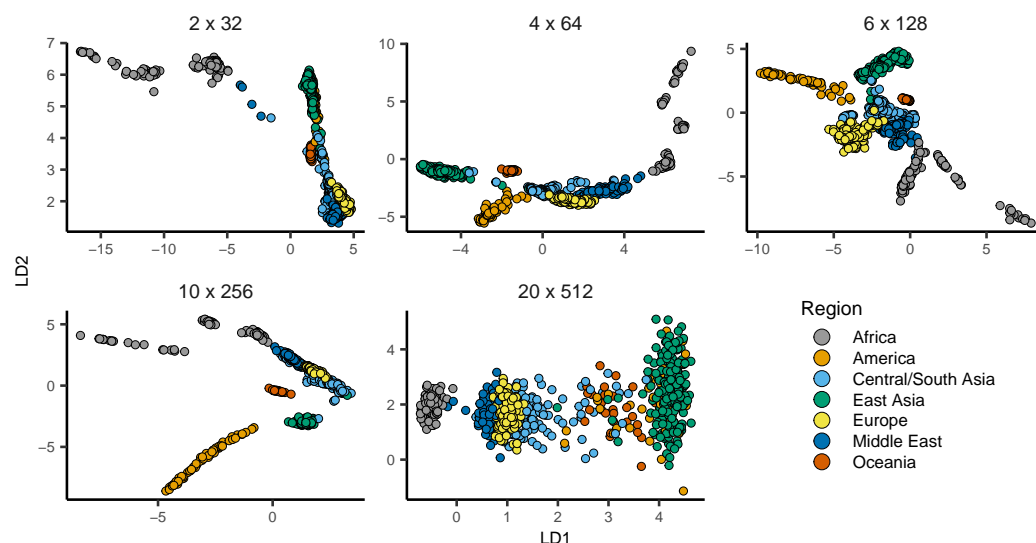 2 x 32
4 x 64
6 x 128
7
6
5
4
3
2
−15
−10
−5
0
5
10
5
0
−5
−4
0
4
5
0
−5
−10
−5
0
5
LD2
10 x 256
20 x 512
5
0
−5
−5
0
4
2
0
0
1
2
3
4
LD1
Region
Africa
America
Central/South Asia
East Asia
Europe
Middle East
Oceania